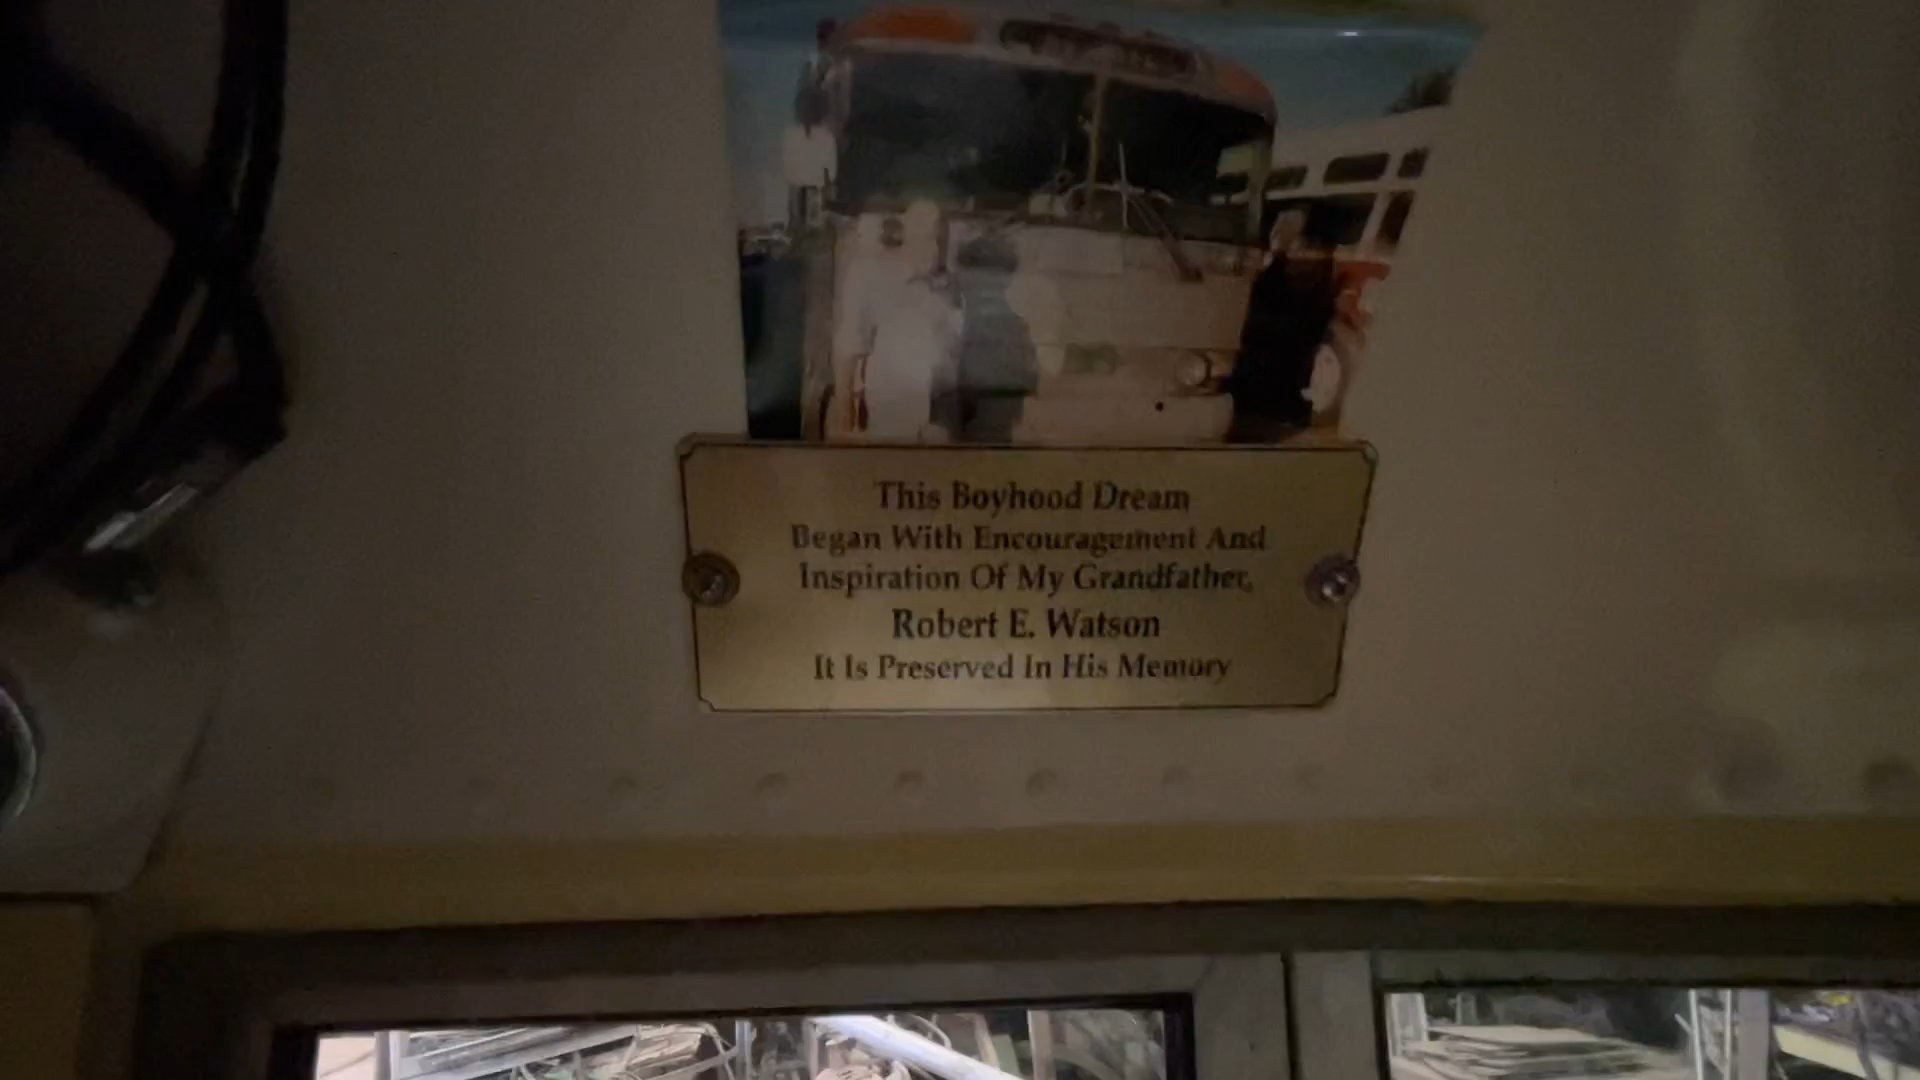 This Boyhood Dream
Began With Encouragement And
Inspiration Of My Grandfather,
Robert E. Watson
It Is Preserved In His Memory